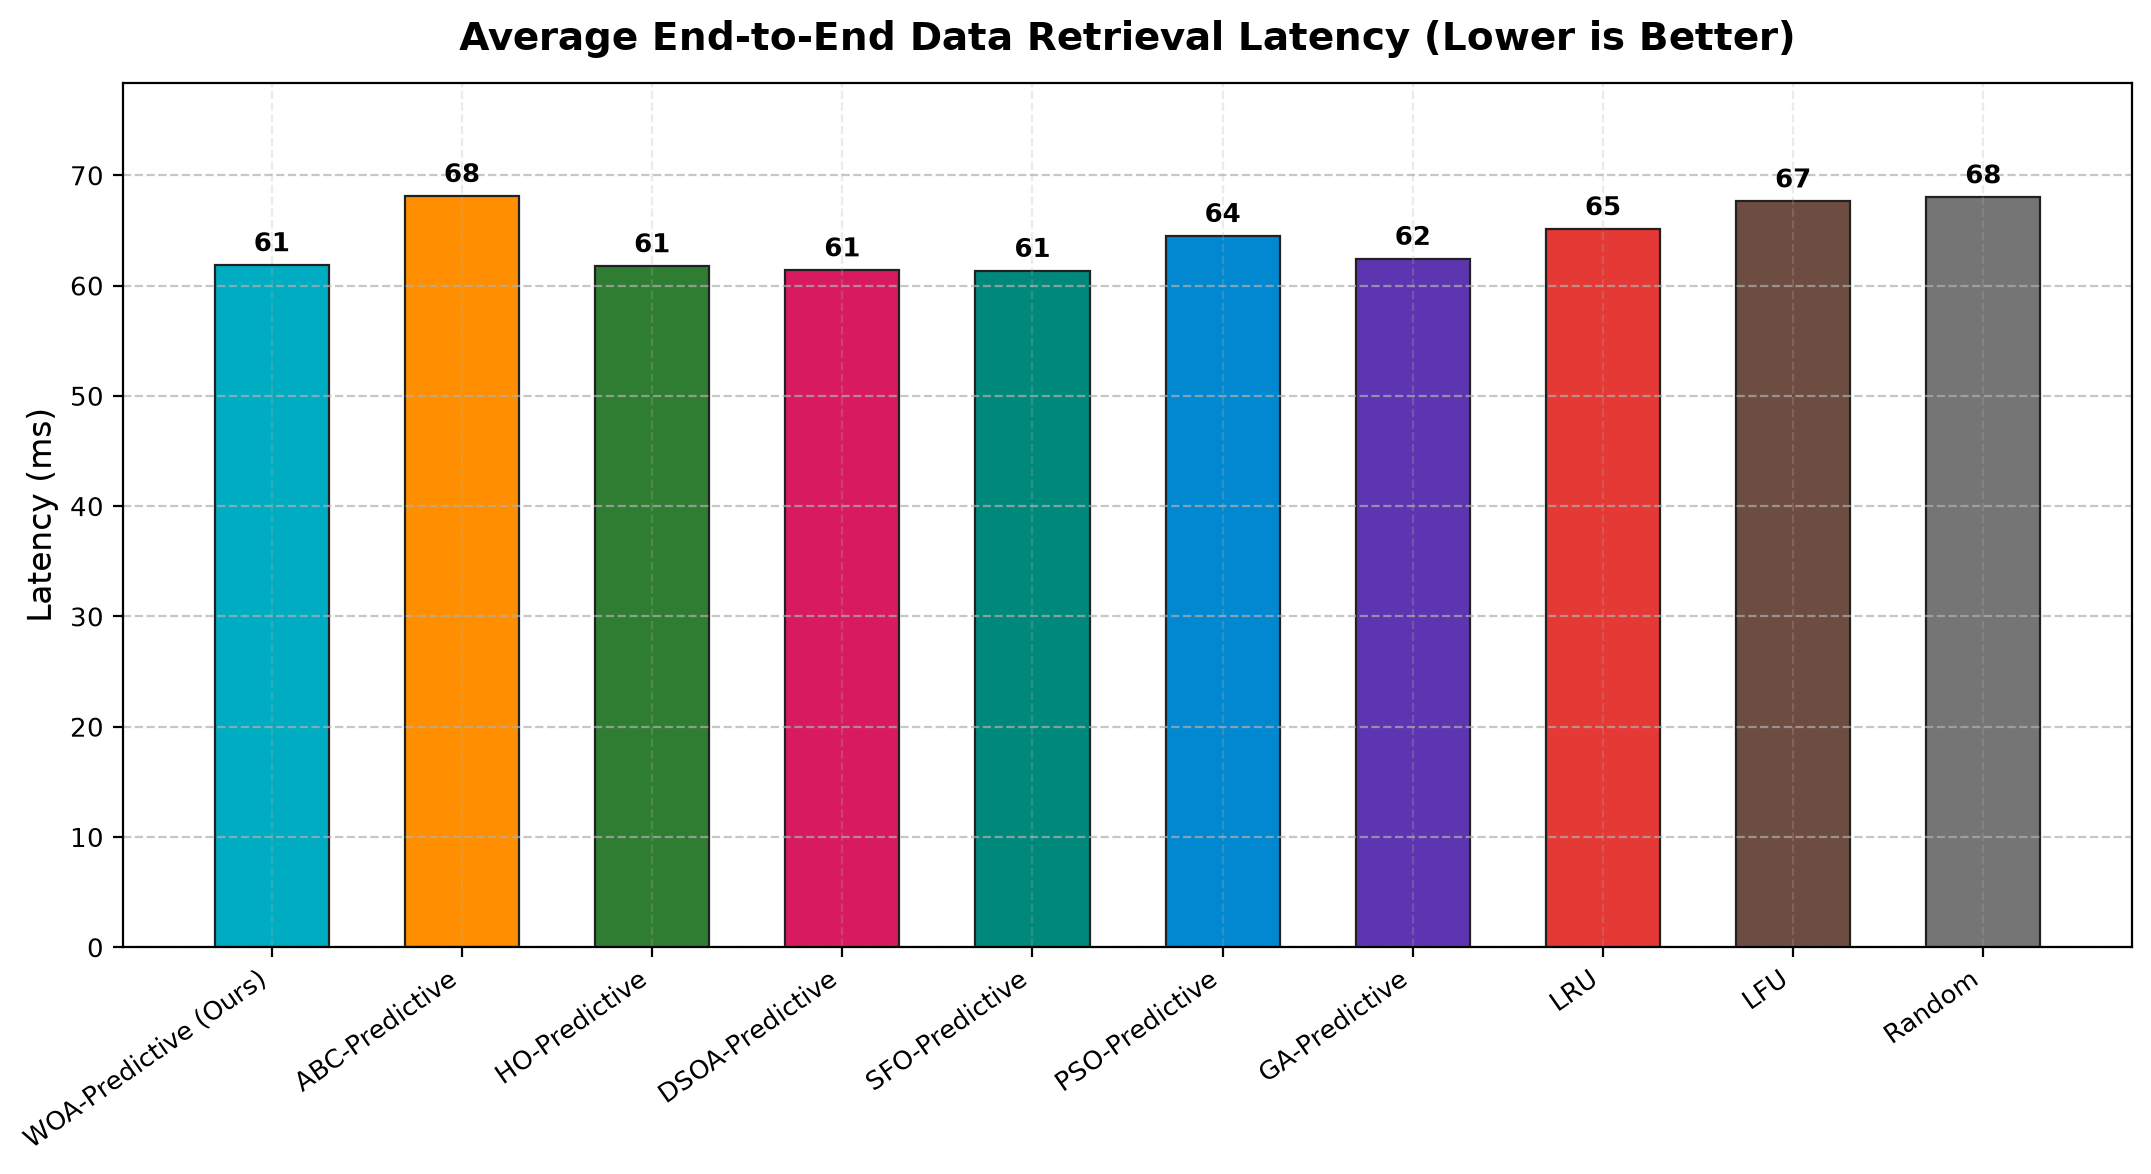 Average End-to-End Data Retrieval Latency (Lower is Better)
Latency (ms)
70
60
50
40
30
20
10
0
61
68
61
61
61
64
62
65
67
68
WOA-Predictive (Ours)
ABC-Predictive
HO-Predictive
DSOA-Predictive
SFO-Predictive
PSO-Predictive
GA-Predictive
LRU
LFU
Random